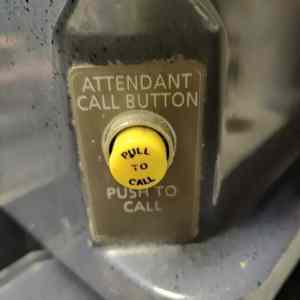 ATTENDANT
CALL BUTTON
PULL
TO
CALL
PUSH TO
CALL